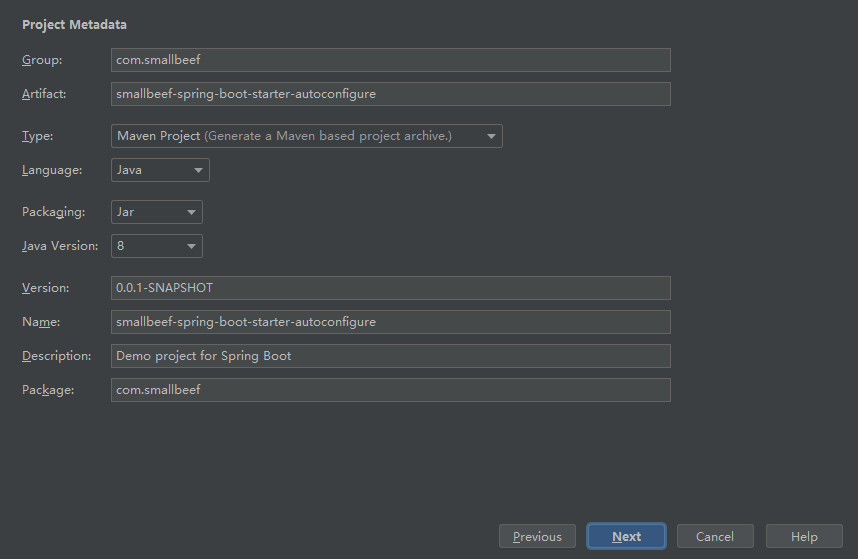 Project Metadata
Group: com.smallbeef
Artifact: smallbeef-spring-boot-starter-autoconfigure
Type: Maven Project (Generate a Maven based project archive.)
Language: Java
Packaging: Jar
Java Version: 8
Version: 0.0.1-SNAPSHOT
Name: smallbeef-spring-boot-starter-autoconfigure
Description: Demo project for Spring Boot
Package: com.smallbeef
Previous Next Cancel Help